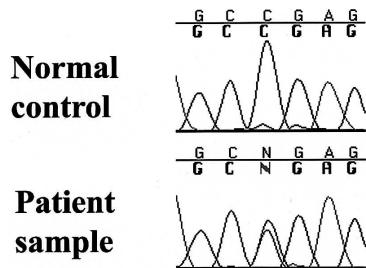 G C C G A G
G C C G A G
Normal
control
G C N G A G
G C N G A G
Patient
sample